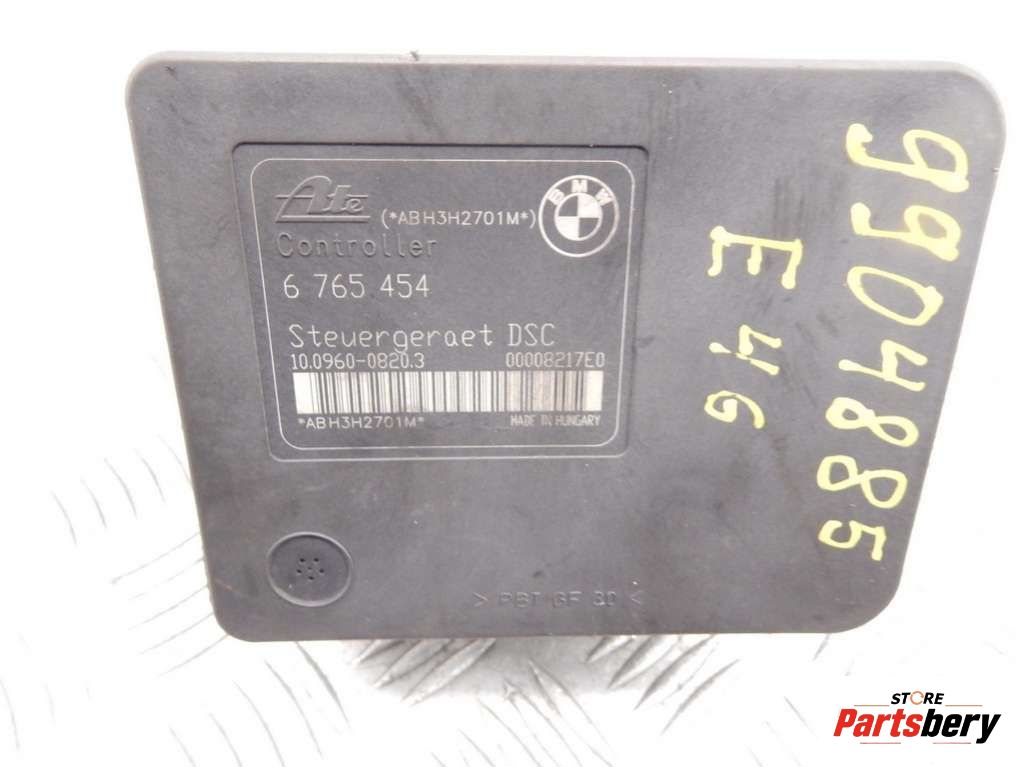 Ate
(*ABH3H2701M*)
BMW
Controller
6 765 454
Steuergeraet DSC
10.0960-0820.3 00008217E0
*ABH3H2701M* MADE IN HUNGARY
> PBT GF 30 <
E46
9904885
STORE
Partsbery